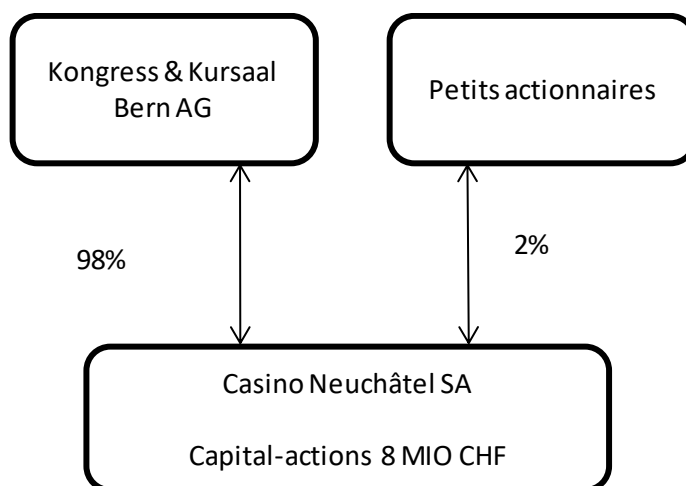 Kongress & Kursaal
Bern AG
Petits actionnaires
98%
2%
Casino Neuchâtel SA
Capital-actions 8 MIO CHF